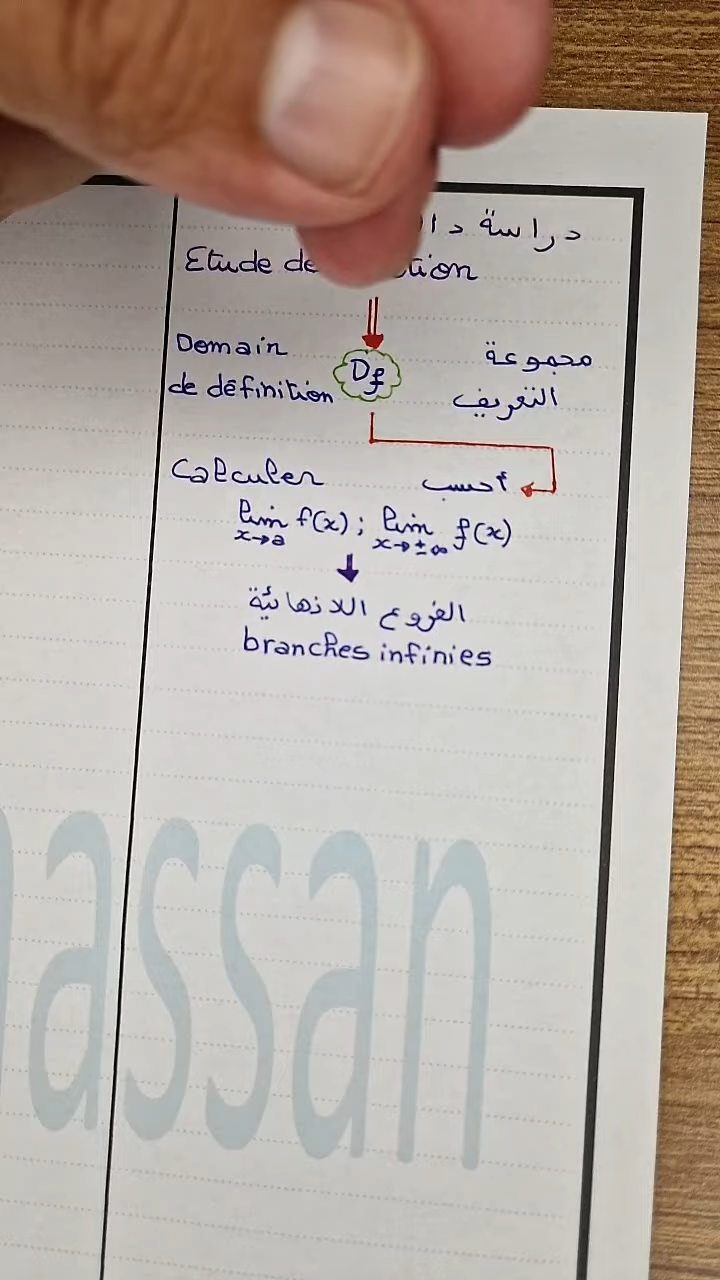 دراسة
Etude de
Domain
de définition
Df
مجموعة
التعريف
Calculer
أحسب
lim f(x) ; lim f(x)
x→a x→±∞
الفروع اللانهائية
branches infinies
assan